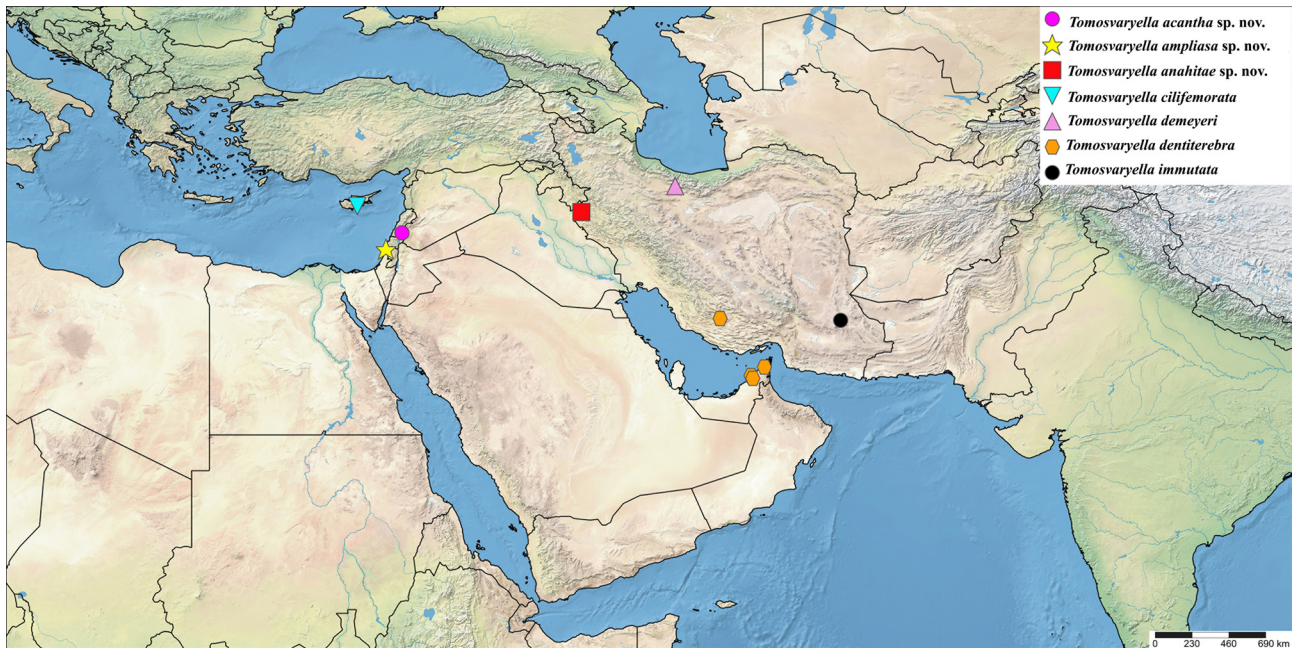 Tomosvaryella acantha sp. nov.
Tomosvaryella ampliasa sp. nov.
Tomosvaryella anahitae sp. nov.
Tomosvaryella cilifemorata
Tomosvaryella demeyeri
Tomosvaryella dentiterebra
Tomosvaryella immutata
0 230 460 690 km